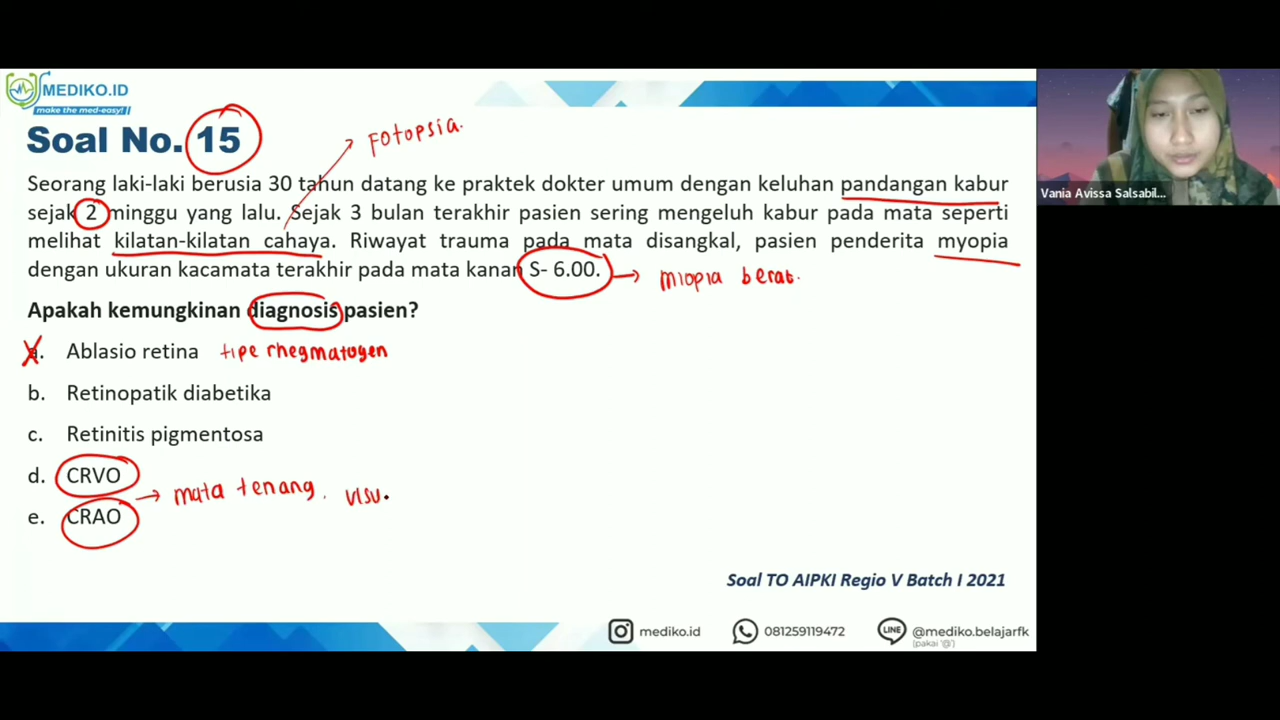 MEDIKO.ID
make the med-easy!
Soal No. 15
Fotopsia.
Seorang laki-laki berusia 30 tahun datang ke praktek dokter umum dengan keluhan pandangan kabur
sejak 2 minggu yang lalu. Sejak 3 bulan terakhir pasien sering mengeluh kabur pada mata seperti
melihat kilatan-kilatan cahaya. Riwayat trauma pada mata disangkal, pasien penderita myopia
dengan ukuran kacamata terakhir pada mata kanan S- 6.00. → miopia berat.
Apakah kemungkinan diagnosis pasien?
a. Ablasio retina tipe rhegmatogen
b. Retinopatik diabetika
c. Retinitis pigmentosa
d. CRVO
→ mata tenang, visu
e. CRAO
Soal TO AIPKI Regio V Batch I 2021
mediko.id
081259119472
LINE
@mediko.belajarfk
(pakai '@')
Vania Avissa Salsabil...